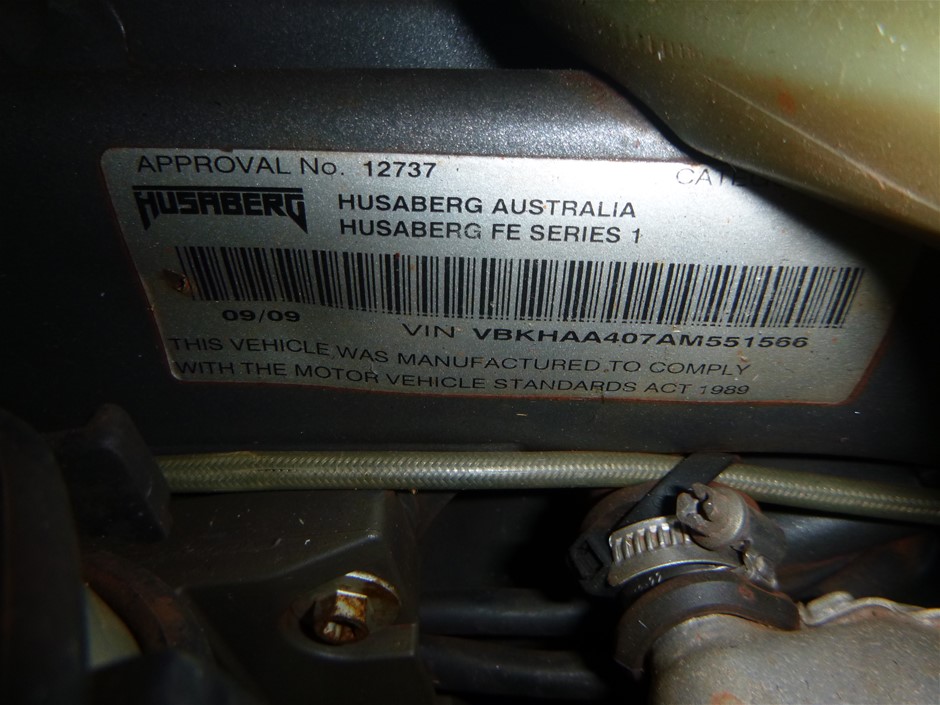 APPROVAL No. 12737
HUSABERG
HUSABERG AUSTRALIA
HUSABERG FE SERIES 1
09/09
VIN VBKHAA407AM551566
THIS VEHICLE WAS MANUFACTURED TO COMPLY
WITH THE MOTOR VEHICLE STANDARDS ACT 1989